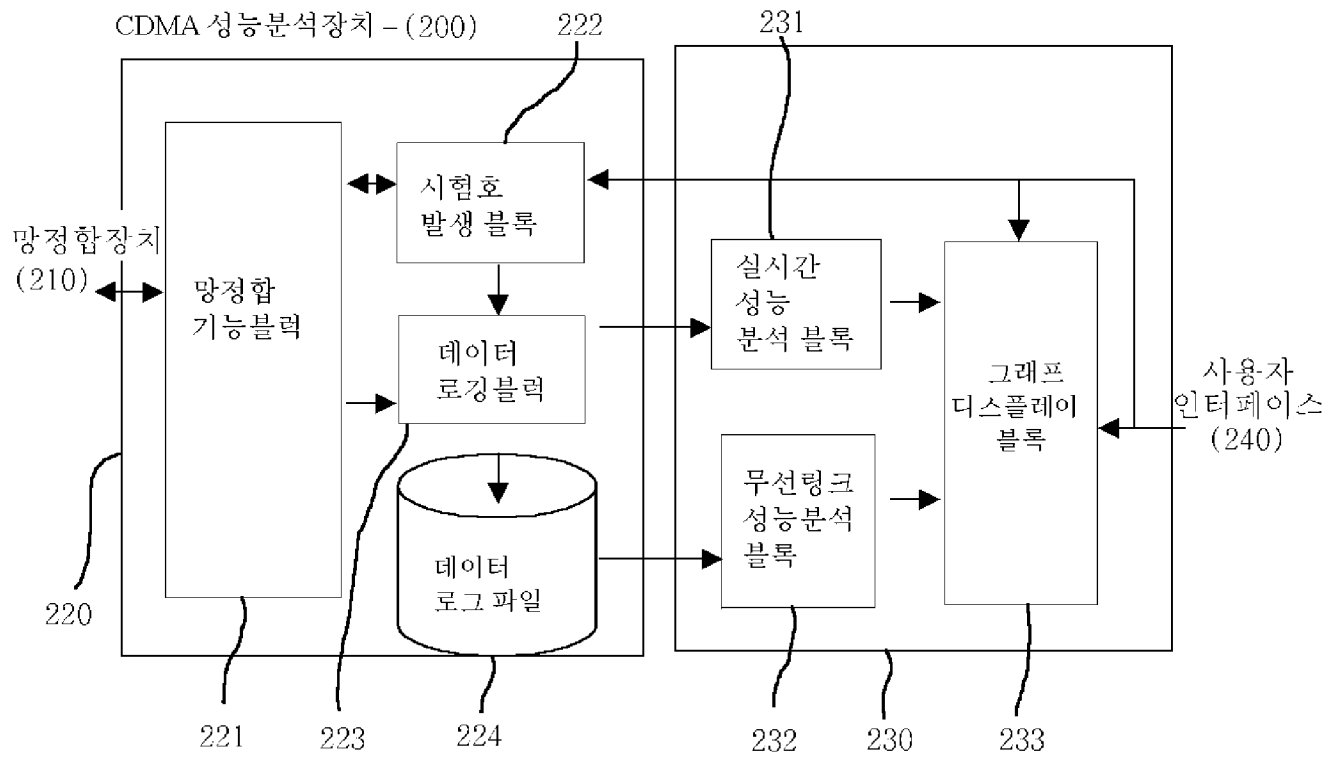 CDMA 성능분석장치 – (200)
222
231
시험호
발생 블록
망정합장치
(210)
망정합
기능블럭
실시간
성능
분석 블록
데이터
로깅블럭
그래프
디스플레이
블록
사용자
인터페이스
(240)
무선링크
성능분석
블록
데이터
로그 파일
220
221
223
224
232
230
233